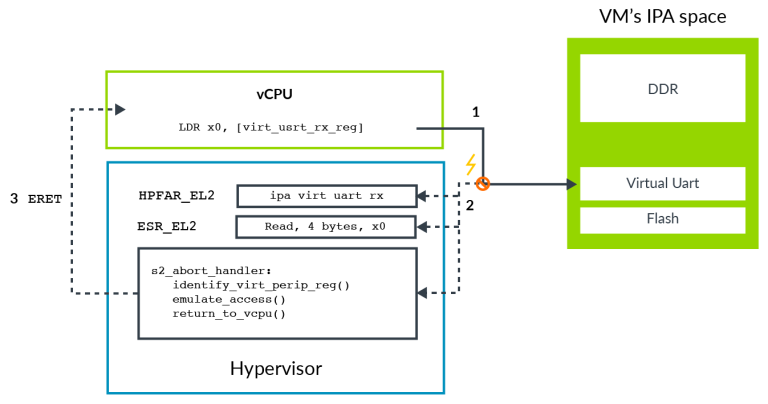 VM’s IPA space
DDR
Virtual Uart
Flash
vCPU
LDR x0, [virt_usrt_rx_reg]
1
2
3 ERET
HPFAR_EL2
ipa virt uart rx
ESR_EL2
Read, 4 bytes, x0
s2_abort_handler:
identify_virt_perip_reg()
emulate_access()
return_to_vcpu()
Hypervisor